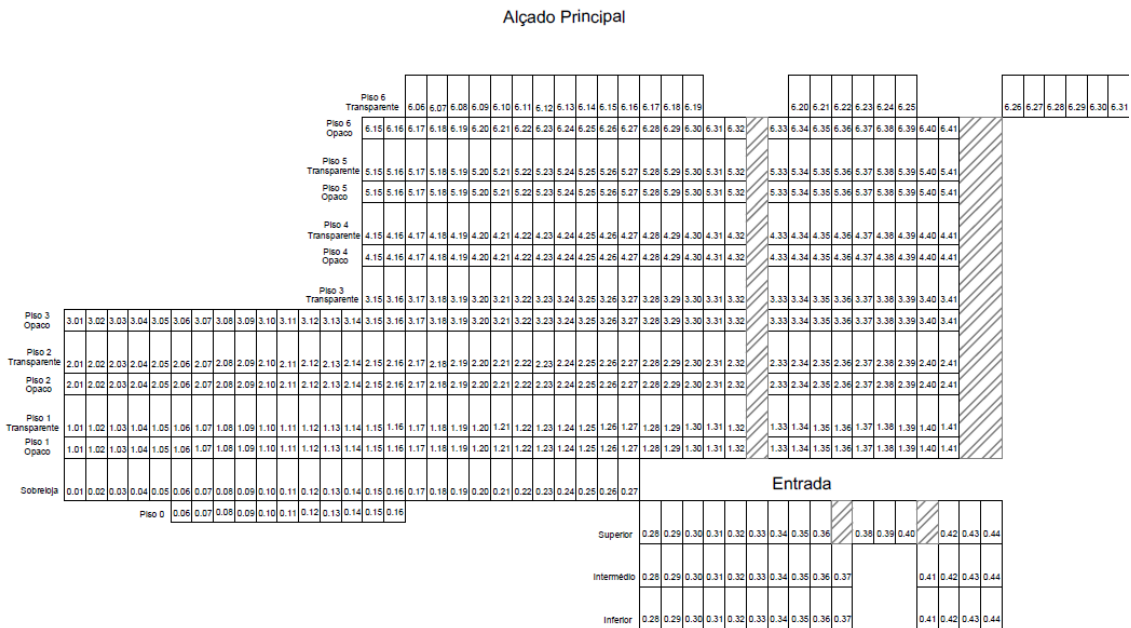 Alçado Principal
Piso 6 Transparente 6.06 6.07 6.08 6.09 6.10 6.11 6.12 6.13 6.14 6.15 6.16 6.17 6.18 6.19 6.20 6.21 6.22 6.23 6.24 6.25 6.26 6.27 6.28 6.29 6.30 6.31
Piso 6 Opaco 6.15 6.16 6.17 6.18 6.19 6.20 6.21 6.22 6.23 6.24 6.25 6.26 6.27 6.28 6.29 6.30 6.31 6.32 6.33 6.34 6.35 6.36 6.37 6.38 6.39 6.40 6.41
Piso 5 Transparente 5.15 5.16 5.17 5.18 5.19 5.20 5.21 5.22 5.23 5.24 5.25 5.26 5.27 5.28 5.29 5.30 5.31 5.32 5.33 5.34 5.35 5.36 5.37 5.38 5.39 5.40 5.41
Piso 5 Opaco 5.15 5.16 5.17 5.18 5.19 5.20 5.21 5.22 5.23 5.24 5.25 5.26 5.27 5.28 5.29 5.30 5.31 5.32 5.33 5.34 5.35 5.36 5.37 5.38 5.39 5.40 5.41
Piso 4 Transparente 4.15 4.16 4.17 4.18 4.19 4.20 4.21 4.22 4.23 4.24 4.25 4.26 4.27 4.28 4.29 4.30 4.31 4.32 4.33 4.34 4.35 4.36 4.37 4.38 4.39 4.40 4.41
Piso 4 Opaco 4.15 4.16 4.17 4.18 4.19 4.20 4.21 4.22 4.23 4.24 4.25 4.26 4.27 4.28 4.29 4.30 4.31 4.32 4.33 4.34 4.35 4.36 4.37 4.38 4.39 4.40 4.41
Piso 3 Transparente 3.15 3.16 3.17 3.18 3.19 3.20 3.21 3.22 3.23 3.24 3.25 3.26 3.27 3.28 3.29 3.30 3.31 3.32 3.33 3.34 3.35 3.36 3.37 3.38 3.39 3.40 3.41
Piso 3 Opaco 3.01 3.02 3.03 3.04 3.05 3.06 3.07 3.08 3.09 3.10 3.11 3.12 3.13 3.14 3.15 3.16 3.17 3.18 3.19 3.20 3.21 3.22 3.23 3.24 3.25 3.26 3.27 3.28 3.29 3.30 3.31 3.32 3.33 3.34 3.35 3.36 3.37 3.38 3.39 3.40 3.41
Piso 2 Transparente 2.01 2.02 2.03 2.04 2.05 2.06 2.07 2.08 2.09 2.10 2.11 2.12 2.13 2.14 2.15 2.16 2.17 2.18 2.19 2.20 2.21 2.22 2.23 2.24 2.25 2.26 2.27 2.28 2.29 2.30 2.31 2.32 2.33 2.34 2.35 2.36 2.37 2.38 2.39 2.40 2.41
Piso 2 Opaco 2.01 2.02 2.03 2.04 2.05 2.06 2.07 2.08 2.09 2.10 2.11 2.12 2.13 2.14 2.15 2.16 2.17 2.18 2.19 2.20 2.21 2.22 2.23 2.24 2.25 2.26 2.27 2.28 2.29 2.30 2.31 2.32 2.33 2.34 2.35 2.36 2.37 2.38 2.39 2.40 2.41
Piso 1 Transparente 1.01 1.02 1.03 1.04 1.05 1.06 1.07 1.08 1.09 1.10 1.11 1.12 1.13 1.14 1.15 1.16 1.17 1.18 1.19 1.20 1.21 1.22 1.23 1.24 1.25 1.26 1.27 1.28 1.29 1.30 1.31 1.32 1.33 1.34 1.35 1.36 1.37 1.38 1.39 1.40 1.41
Piso 1 Opaco 1.01 1.02 1.03 1.04 1.05 1.06 1.07 1.08 1.09 1.10 1.11 1.12 1.13 1.14 1.15 1.16 1.17 1.18 1.19 1.20 1.21 1.22 1.23 1.24 1.25 1.26 1.27 1.28 1.29 1.30 1.31 1.32 1.33 1.34 1.35 1.36 1.37 1.38 1.39 1.40 1.41
Sobreloja 0.01 0.02 0.03 0.04 0.05 0.06 0.07 0.08 0.09 0.10 0.11 0.12 0.13 0.14 0.15 0.16 0.17 0.18 0.19 0.20 0.21 0.22 0.23 0.24 0.25 0.26 0.27
Piso 0 0.06 0.07 0.08 0.09 0.10 0.11 0.12 0.13 0.14 0.15 0.16
Entrada
Superior 0.28 0.29 0.30 0.31 0.32 0.33 0.34 0.35 0.36 0.38 0.39 0.40 0.42 0.43 0.44
Intermédio 0.28 0.29 0.30 0.31 0.32 0.33 0.34 0.35 0.36 0.37 0.41 0.42 0.43 0.44
Inferior 0.28 0.29 0.30 0.31 0.32 0.33 0.34 0.35 0.36 0.37 0.41 0.42 0.43 0.44